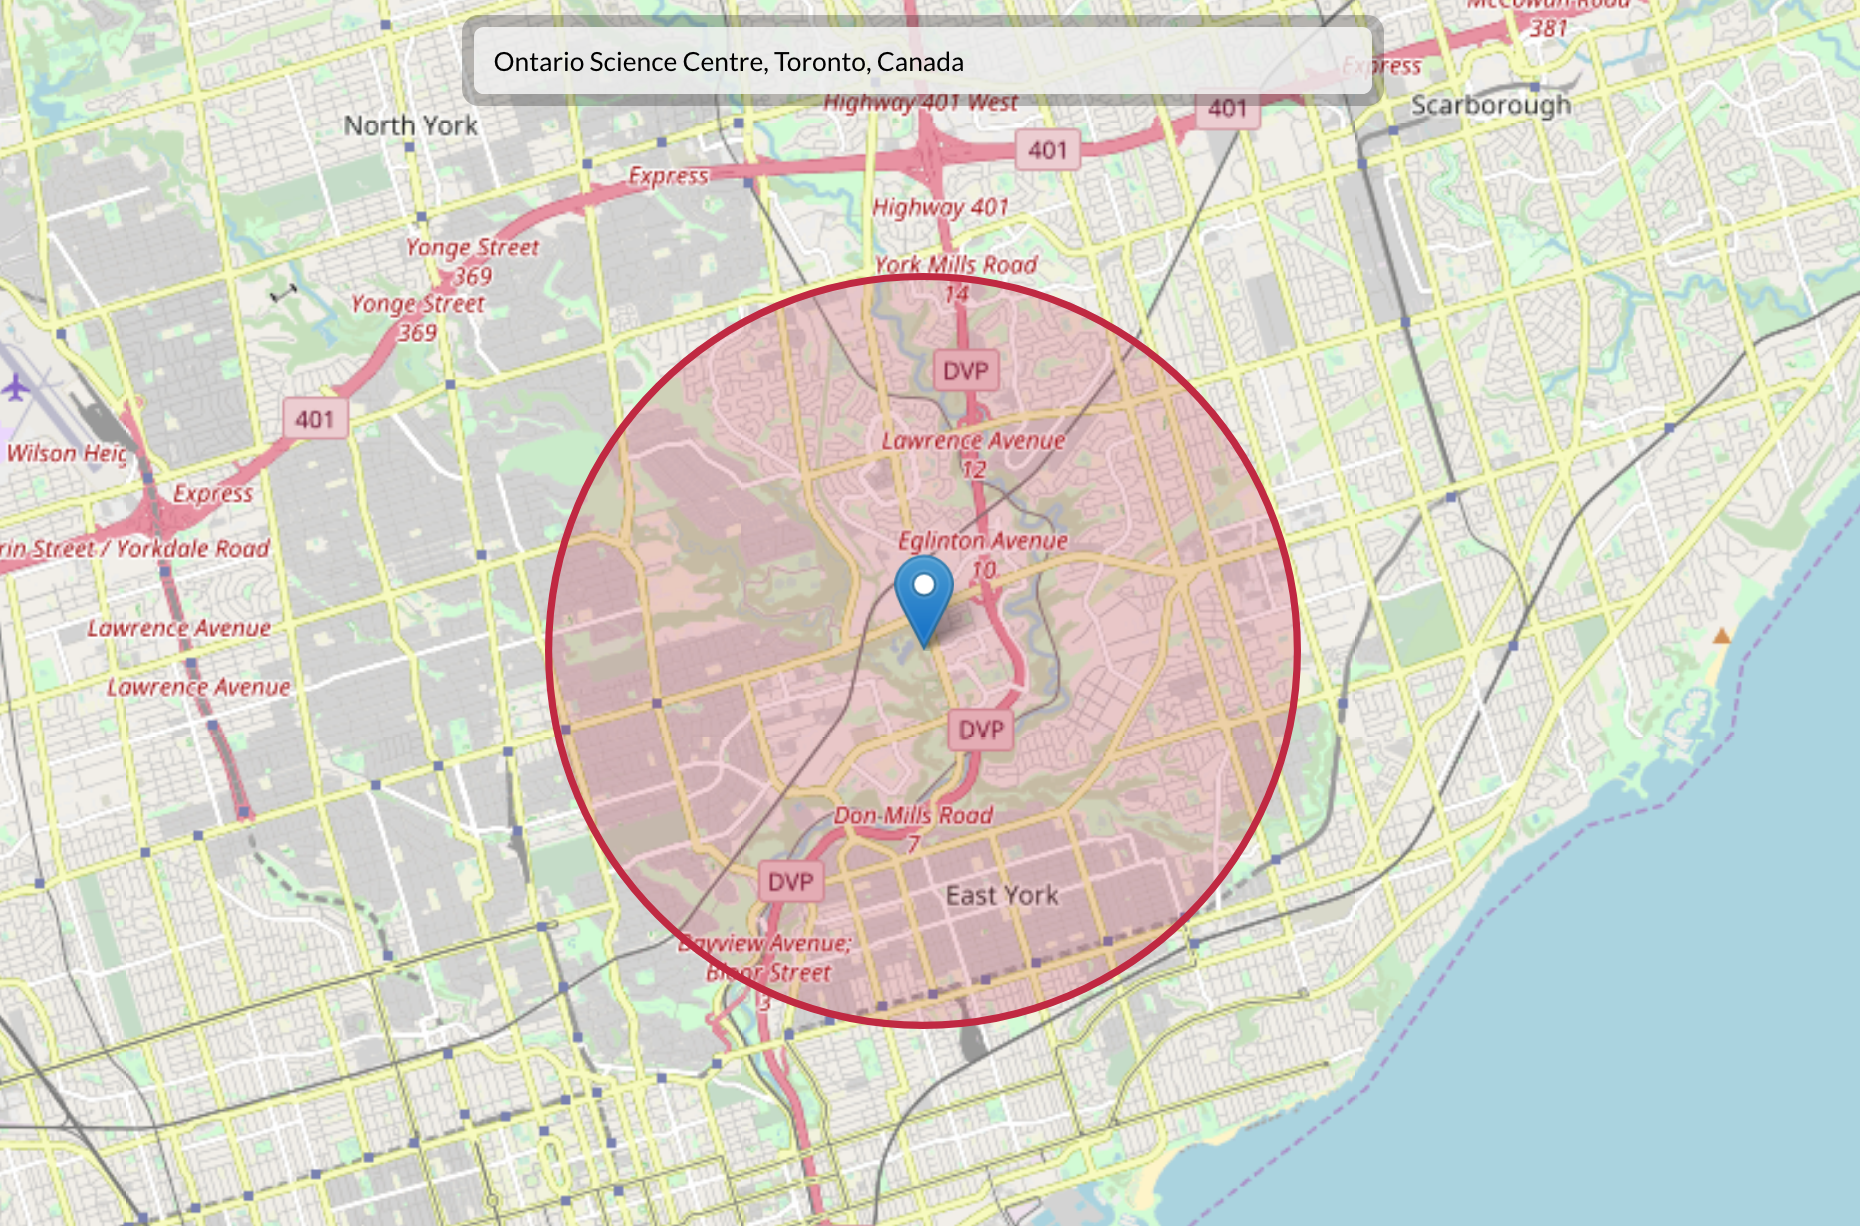 McCowan Road
381
Ontario Science Centre, Toronto, Canada
Express
Highway 401 West
401
Scarborough
North York
401
Express
Highway 401
Yonge Street
369
York Mills Road
14
Yonge Street
369
DVP
401
Lawrence Avenue
12
Wilson Heig
Express
Eglinton Avenue
10
rin Street / Yorkdale Road
Lawrence Avenue
Lawrence Avenue
DVP
Don Mills Road
7
DVP
East York
Bayview Avenue;
Bloor Street
3